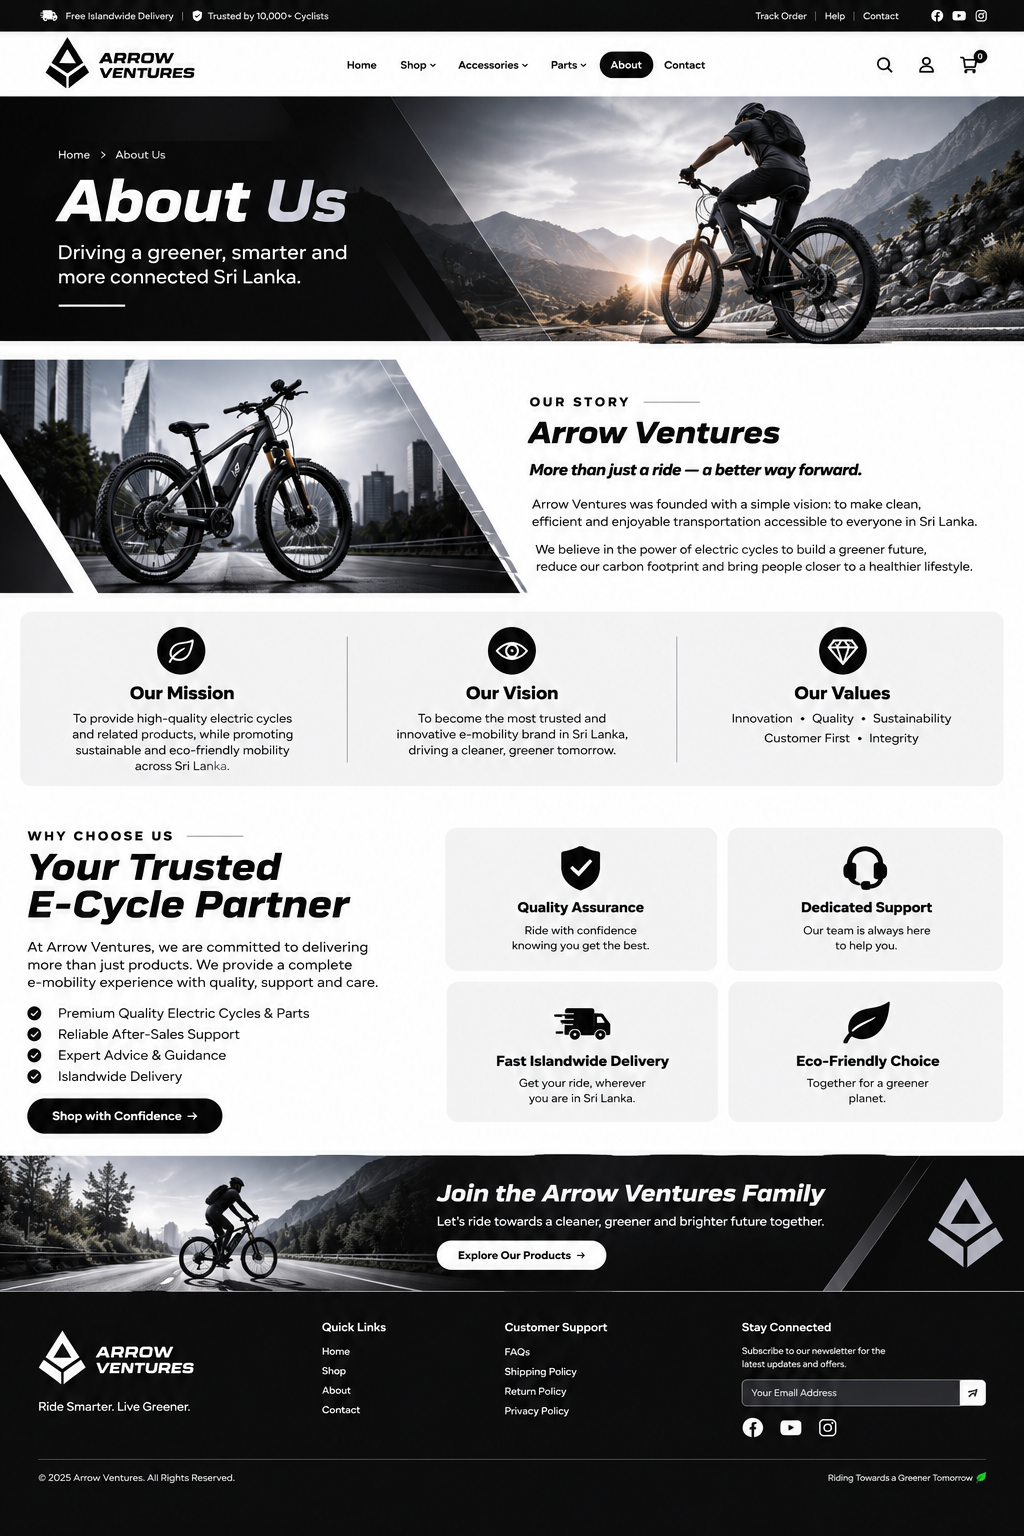 Free Islandwide Delivery | Trusted by 10,000+ Cyclists
Track Order | Help | Contact
ARROW
VENTURES
Home Shop Accessories Parts About Contact
0
Home > About Us
About Us
Driving a greener, smarter and
more connected Sri Lanka.
OUR STORY
Arrow Ventures
More than just a ride — a better way forward.
Arrow Ventures was founded with a simple vision: to make clean,
efficient and enjoyable transportation accessible to everyone in Sri Lanka.
We believe in the power of electric cycles to build a greener future,
reduce our carbon footprint and bring people closer to a healthier lifestyle.
Our Mission
To provide high-quality electric cycles
and related products, while promoting
sustainable and eco-friendly mobility
across Sri Lanka.
Our Vision
To become the most trusted and
innovative e-mobility brand in Sri Lanka,
driving a cleaner, greener tomorrow.
Our Values
Innovation • Quality • Sustainability
Customer First • Integrity
WHY CHOOSE US
Your Trusted
E-Cycle Partner
At Arrow Ventures, we are committed to delivering
more than just products. We provide a complete
e-mobility experience with quality, support and care.
Premium Quality Electric Cycles & Parts
Reliable After-Sales Support
Expert Advice & Guidance
Islandwide Delivery
Shop with Confidence →
Quality Assurance
Ride with confidence
knowing you get the best.
Dedicated Support
Our team is always here
to help you.
Fast Islandwide Delivery
Get your ride, wherever
you are in Sri Lanka.
Eco-Friendly Choice
Together for a greener
planet.
Join the Arrow Ventures Family
Let's ride towards a cleaner, greener and brighter future together.
Explore Our Products →
ARROW
VENTURES
Ride Smarter. Live Greener.
Quick Links
Home
Shop
About
Contact
Customer Support
FAQs
Shipping Policy
Return Policy
Privacy Policy
Stay Connected
Subscribe to our newsletter for the
latest updates and offers.
Your Email Address
© 2025 Arrow Ventures. All Rights Reserved.
Riding Towards a Greener Tomorrow